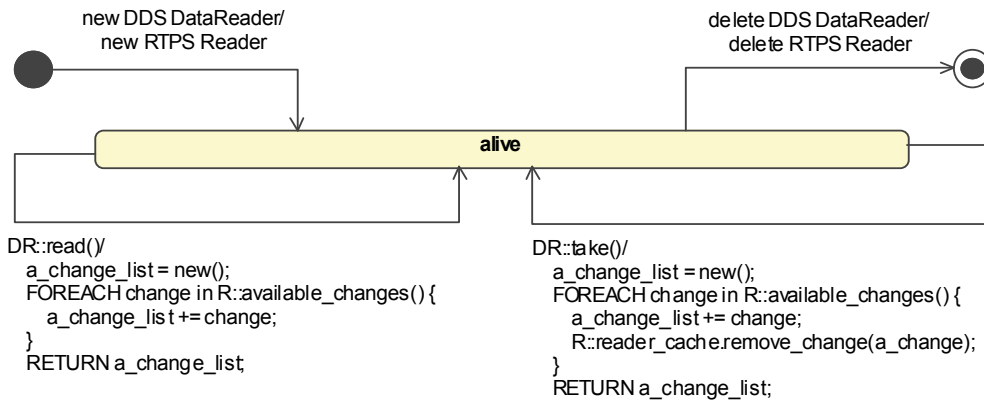 new DDS DataReader/
new RTPS Reader
delete DDS DataReader/
delete RTPS Reader
alive
DR::read()/
a_change_list = new();
FOREACH change in R::available_changes() {
a_change_list += change;
}
RETURN a_change_list;
DR::take()/
a_change_list = new();
FOREACH change in R::available_changes() {
a_change_list += change;
R::reader_cache.remove_change(a_change);
}
RETURN a_change_list;